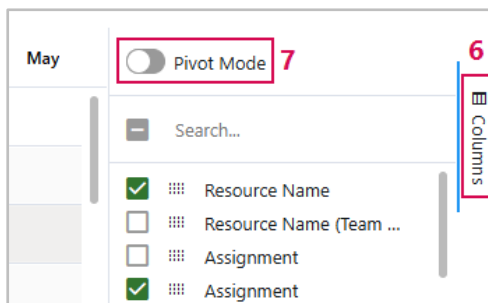 May
Pivot Mode
7
6
Search...
Columns
Resource Name
Resource Name (Team ...
Assignment
Assignment